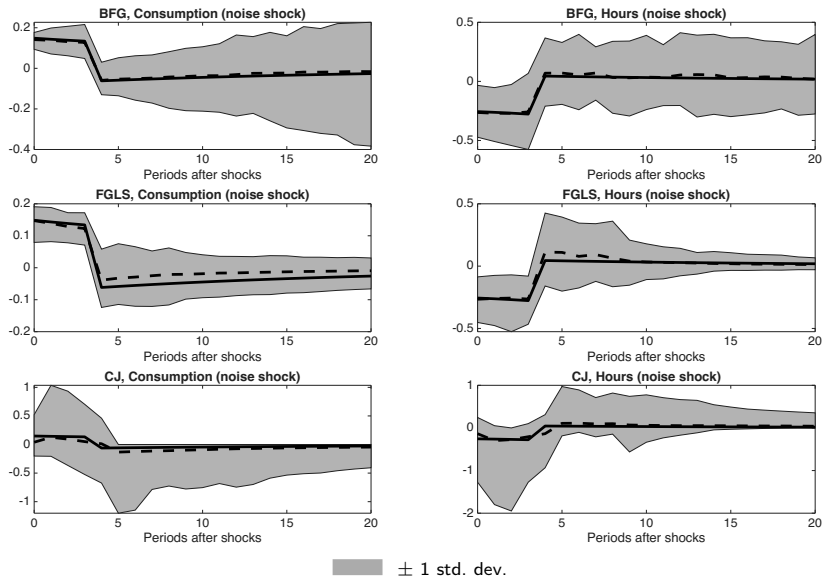 BFG, Consumption (noise shock)
0.2
0
-0.2
-0.4
0 5 10 15 20
Periods after shocks
BFG, Hours (noise shock)
0.5
0
-0.5
0 5 10 15 20
Periods after shocks
FGLS, Consumption (noise shock)
0.2
0.1
0
-0.1
-0.2
0 5 10 15 20
Periods after shocks
FGLS, Hours (noise shock)
0.5
0
-0.5
0 5 10 15 20
Periods after shocks
CJ, Consumption (noise shock)
1
0.5
0
-0.5
-1
0 5 10 15 20
Periods after shocks
CJ, Hours (noise shock)
1
0
-1
-2
0 5 10 15 20
Periods after shocks
± 1 std. dev.